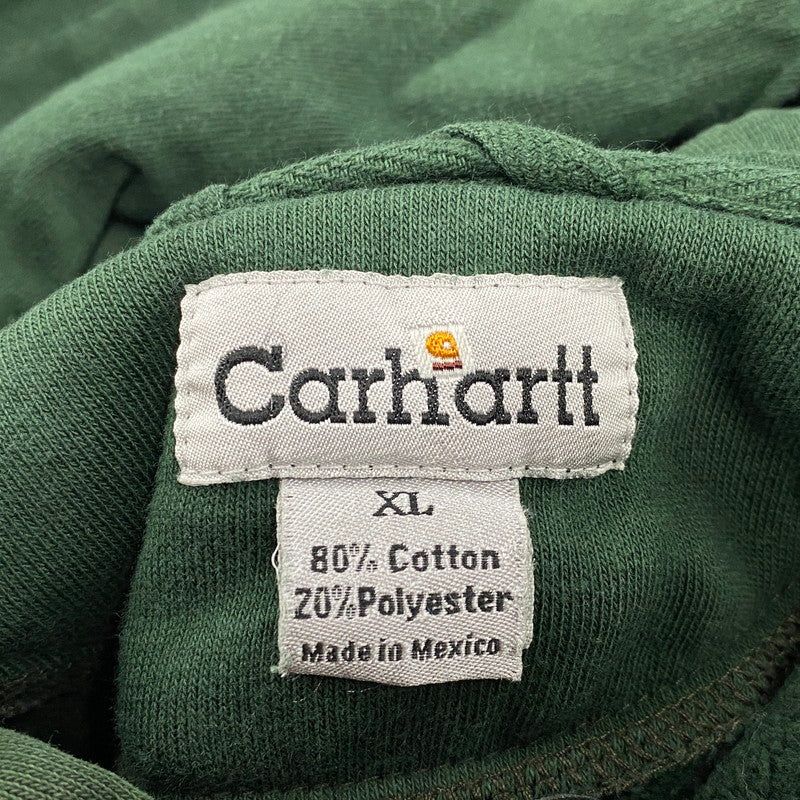 Carhartt
XL
80% Cotton
20%Polyester
Made in Mexico